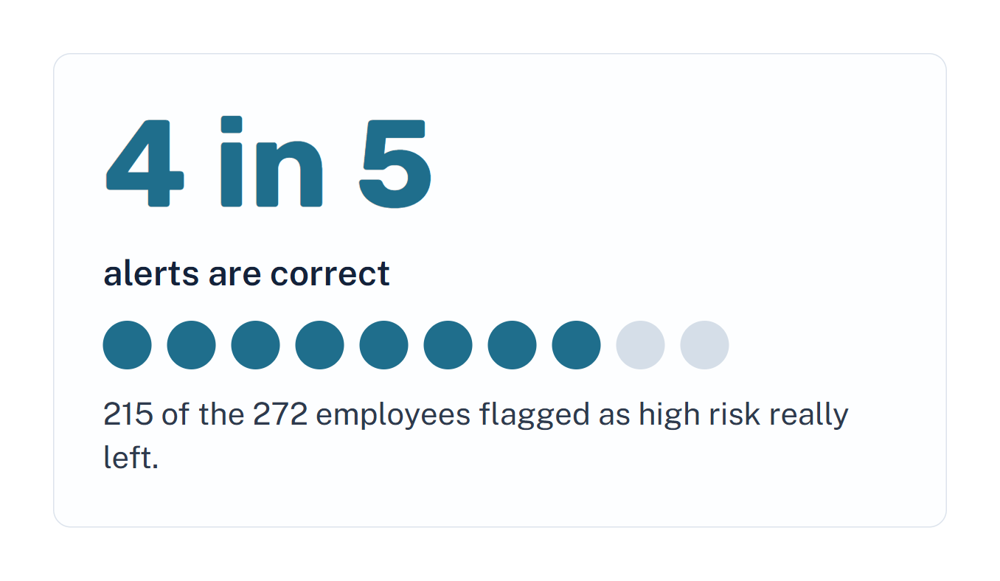 4 in 5
alerts are correct
215 of the 272 employees flagged as high risk really
left.